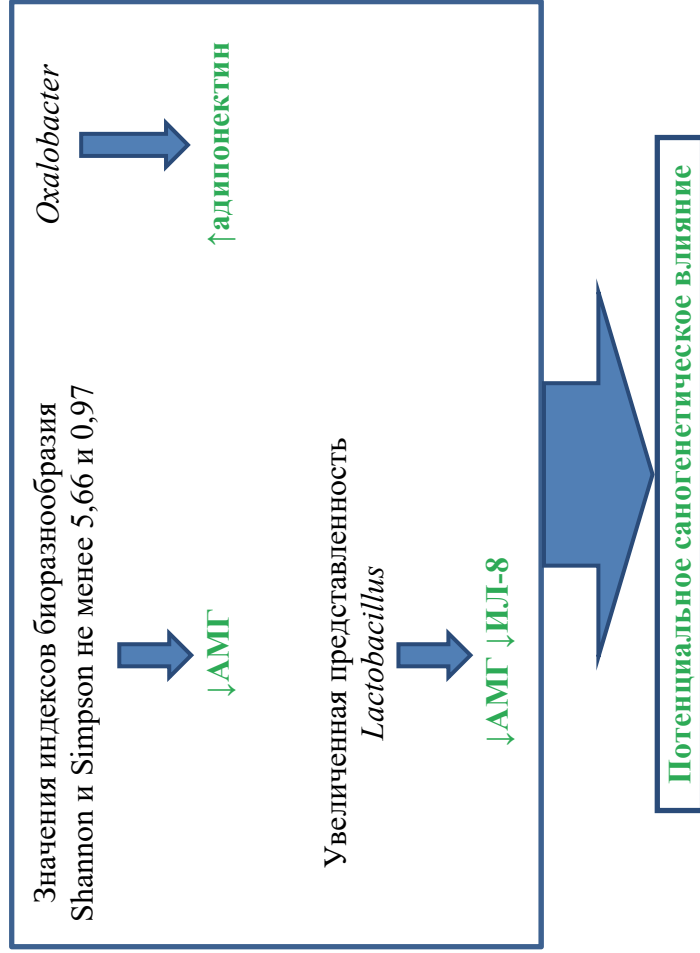 Значения индексов биоразнообразия
Shannon и Simpson не менее 5,66 и 0,97
↓АМГ
Oxalobacter
↑адипонектин
Увеличенная представленность
Lactobacillus
↓АМГ ↓ИЛ-8
Потенциальное саногенетическое влияние